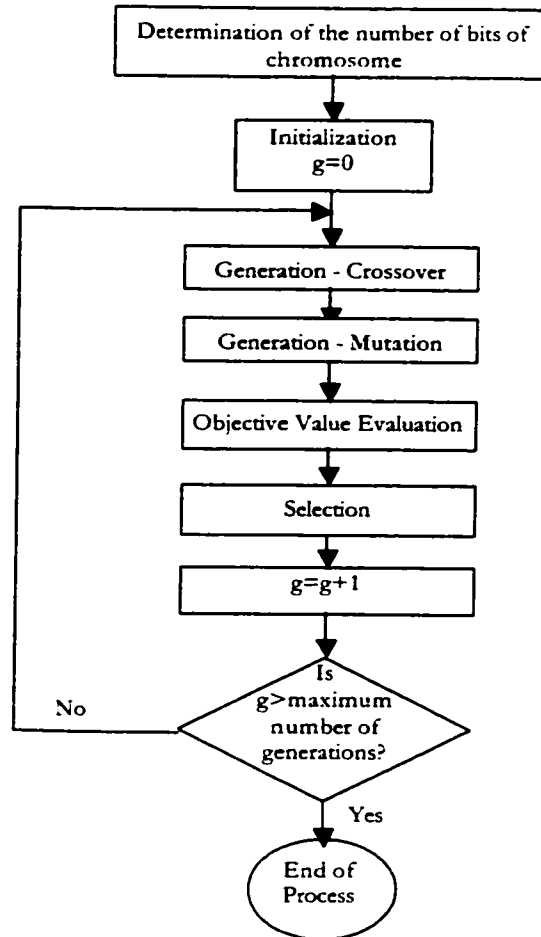 Determination of the number of bits of
chromosome
Initialization
g=0
Generation - Crossover
Generation - Mutation
Objective Value Evaluation
Selection
g=g+1
Is
g>maximum
number of
generations?
No
Yes
End of
Process